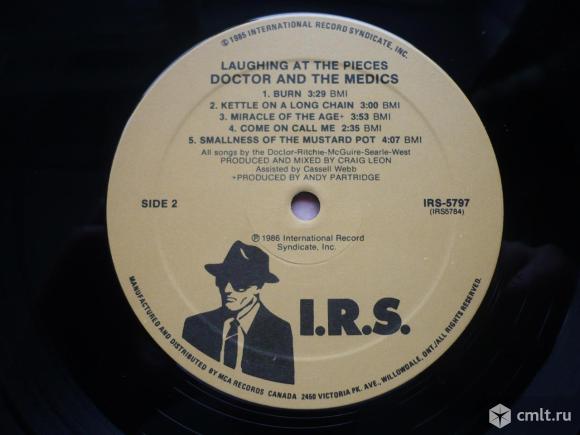 © 1985 INTERNATIONAL RECORD SYNDICATE, INC.
LAUGHING AT THE PIECES
DOCTOR AND THE MEDICS
1. BURN 3:29 BMI
2. KETTLE ON A LONG CHAIN 3:00 BMI
3. MIRACLE OF THE AGE+ 3:53 BMI
4. COME ON CALL ME 2:35 BMI
5. SMALLNESS OF THE MUSTARD POT 4:07 BMI
All songs by the Doctor-Ritchie-McGuire-Searle-West
PRODUCED AND MIXED BY CRAIG LEON
Assisted by Cassell Webb
+PRODUCED BY ANDY PARTRIDGE
SIDE 2
IRS-5797
(IRS5784)
℗ 1986 International Record
Syndicate, Inc.
I.R.S.
MANUFACTURED AND DISTRIBUTED BY MCA RECORDS CANADA 2450 VICTORIA PK. AVE., WILLOWDALE, ONT./ALL RIGHTS RESERVED.
cmlt.ru